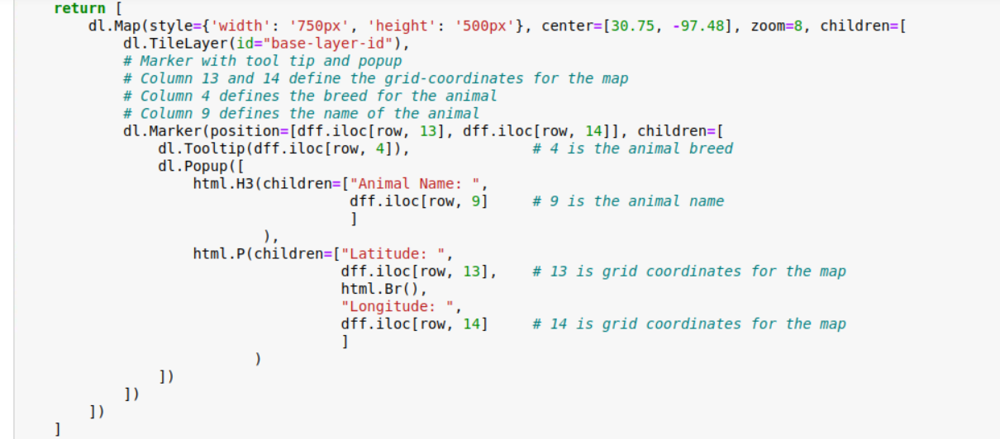 return [
    dl.Map(style={'width': '750px', 'height': '500px'}, center=[30.75, -97.48], zoom=8, children=[
        dl.TileLayer(id="base-layer-id"),
        # Marker with tool tip and popup
        # Column 13 and 14 define the grid-coordinates for the map
        # Column 4 defines the breed for the animal
        # Column 9 defines the name of the animal
        dl.Marker(position=[dff.iloc[row, 13], dff.iloc[row, 14]], children=[
            dl.Tooltip(dff.iloc[row, 4]),              # 4 is the animal breed
            dl.Popup([
                html.H3(children=["Animal Name: ",
                                  dff.iloc[row, 9]     # 9 is the animal name
                                  ]
                        ),
                html.P(children=["Latitude: ",
                                 dff.iloc[row, 13],    # 13 is grid coordinates for the map
                                 html.Br(),
                                 "Longitude: ",
                                 dff.iloc[row, 14]     # 14 is grid coordinates for the map
                                 ]
                       )
            ])
        ])
    ])
]